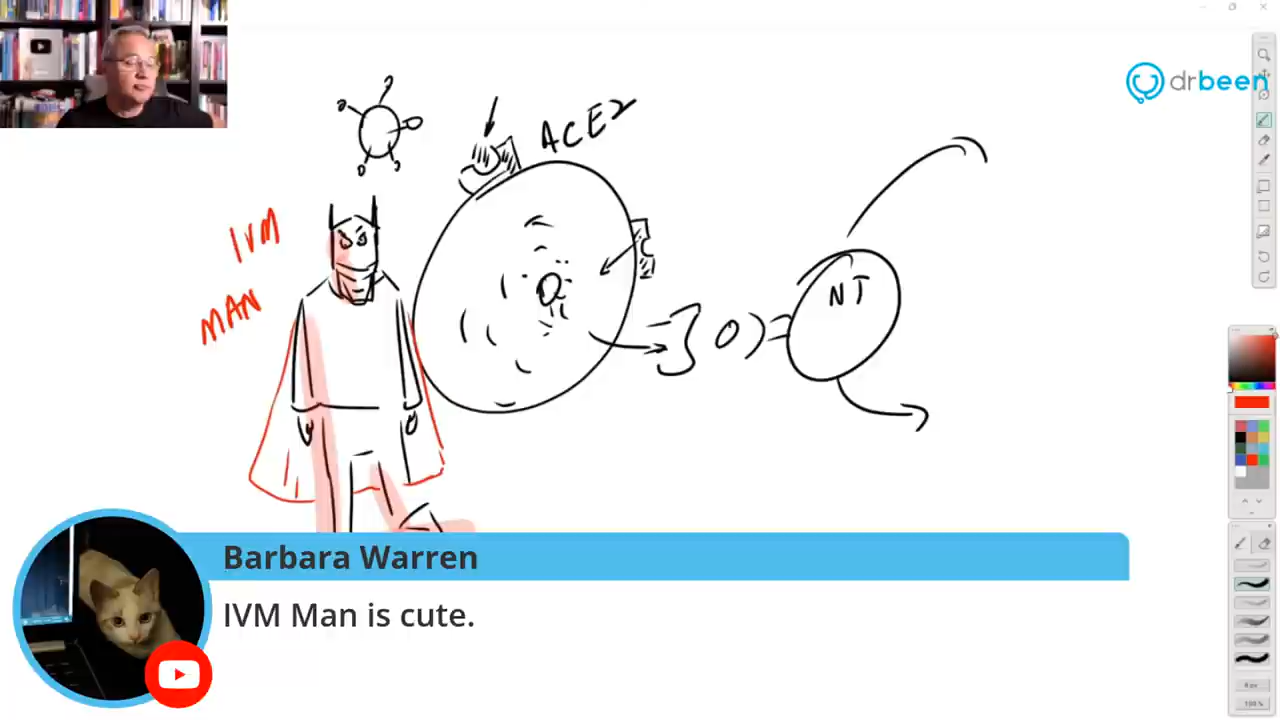 drbeen
ACE2
IVM
MAN
NT
Barbara Warren
IVM Man is cute.